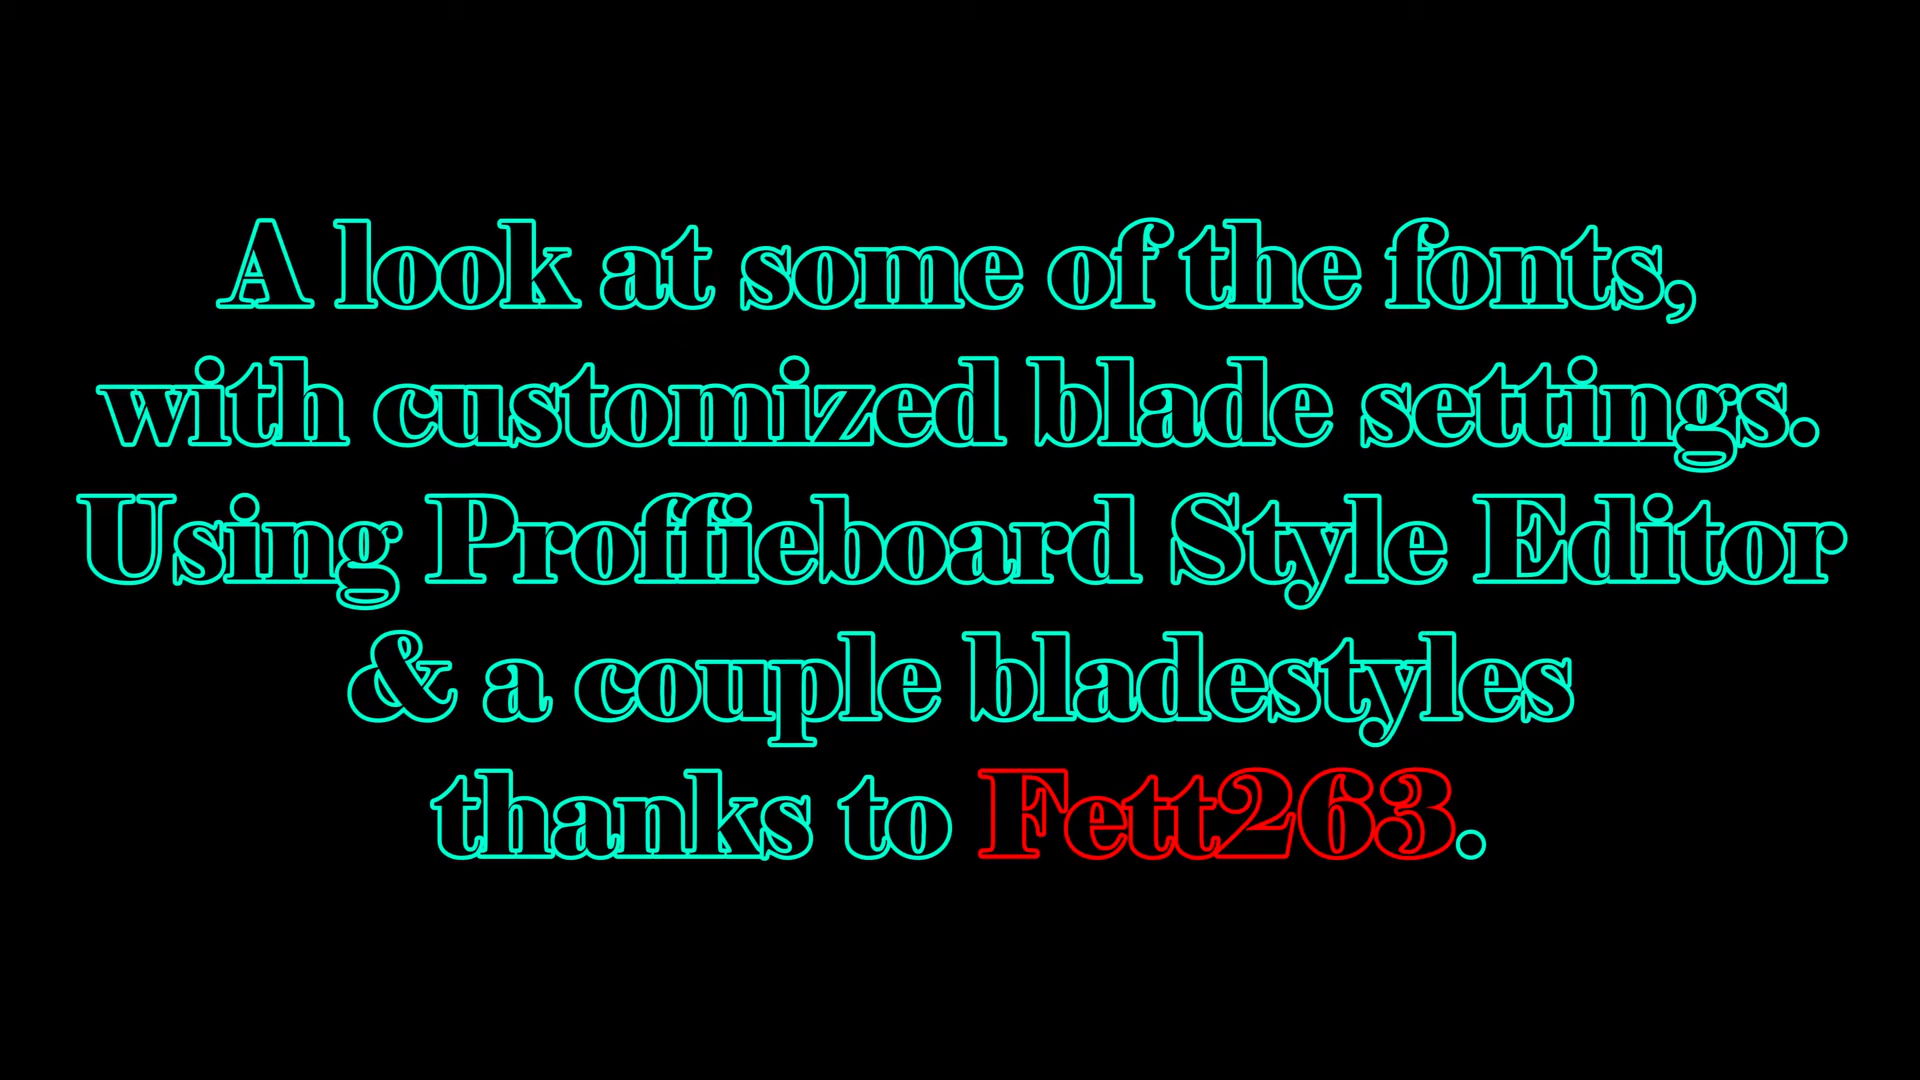 A look at some of the fonts,
with customized blade settings.
Using Proffieboard Style Editor
& a couple bladestyles
thanks to Fett263.